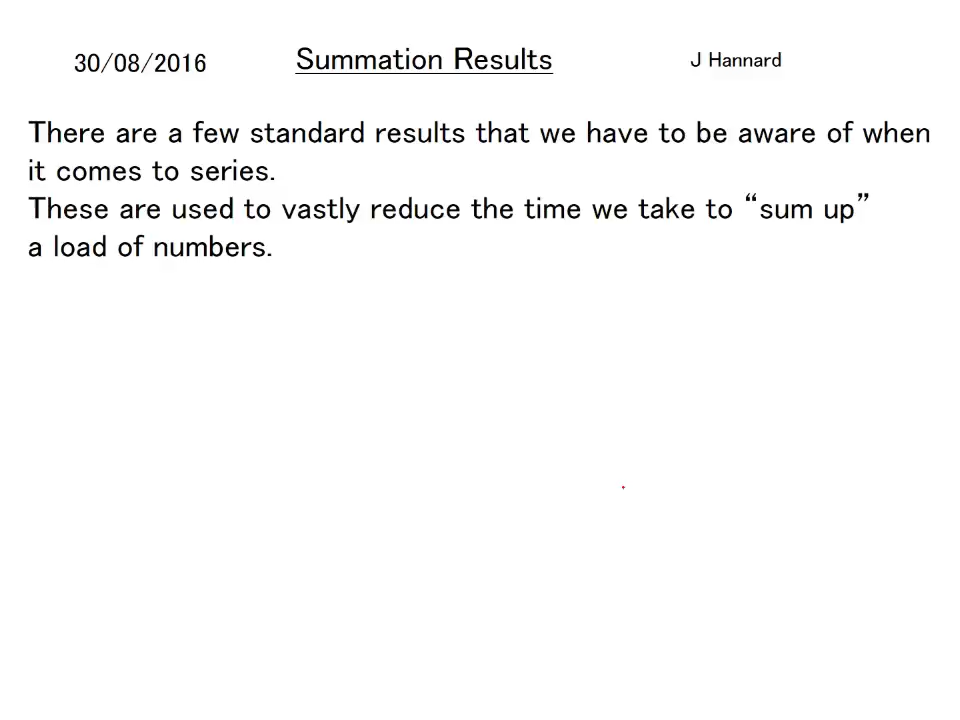 30/08/2016 Summation Results J Hannard
There are a few standard results that we have to be aware of when
it comes to series.
These are used to vastly reduce the time we take to “sum up”
a load of numbers.